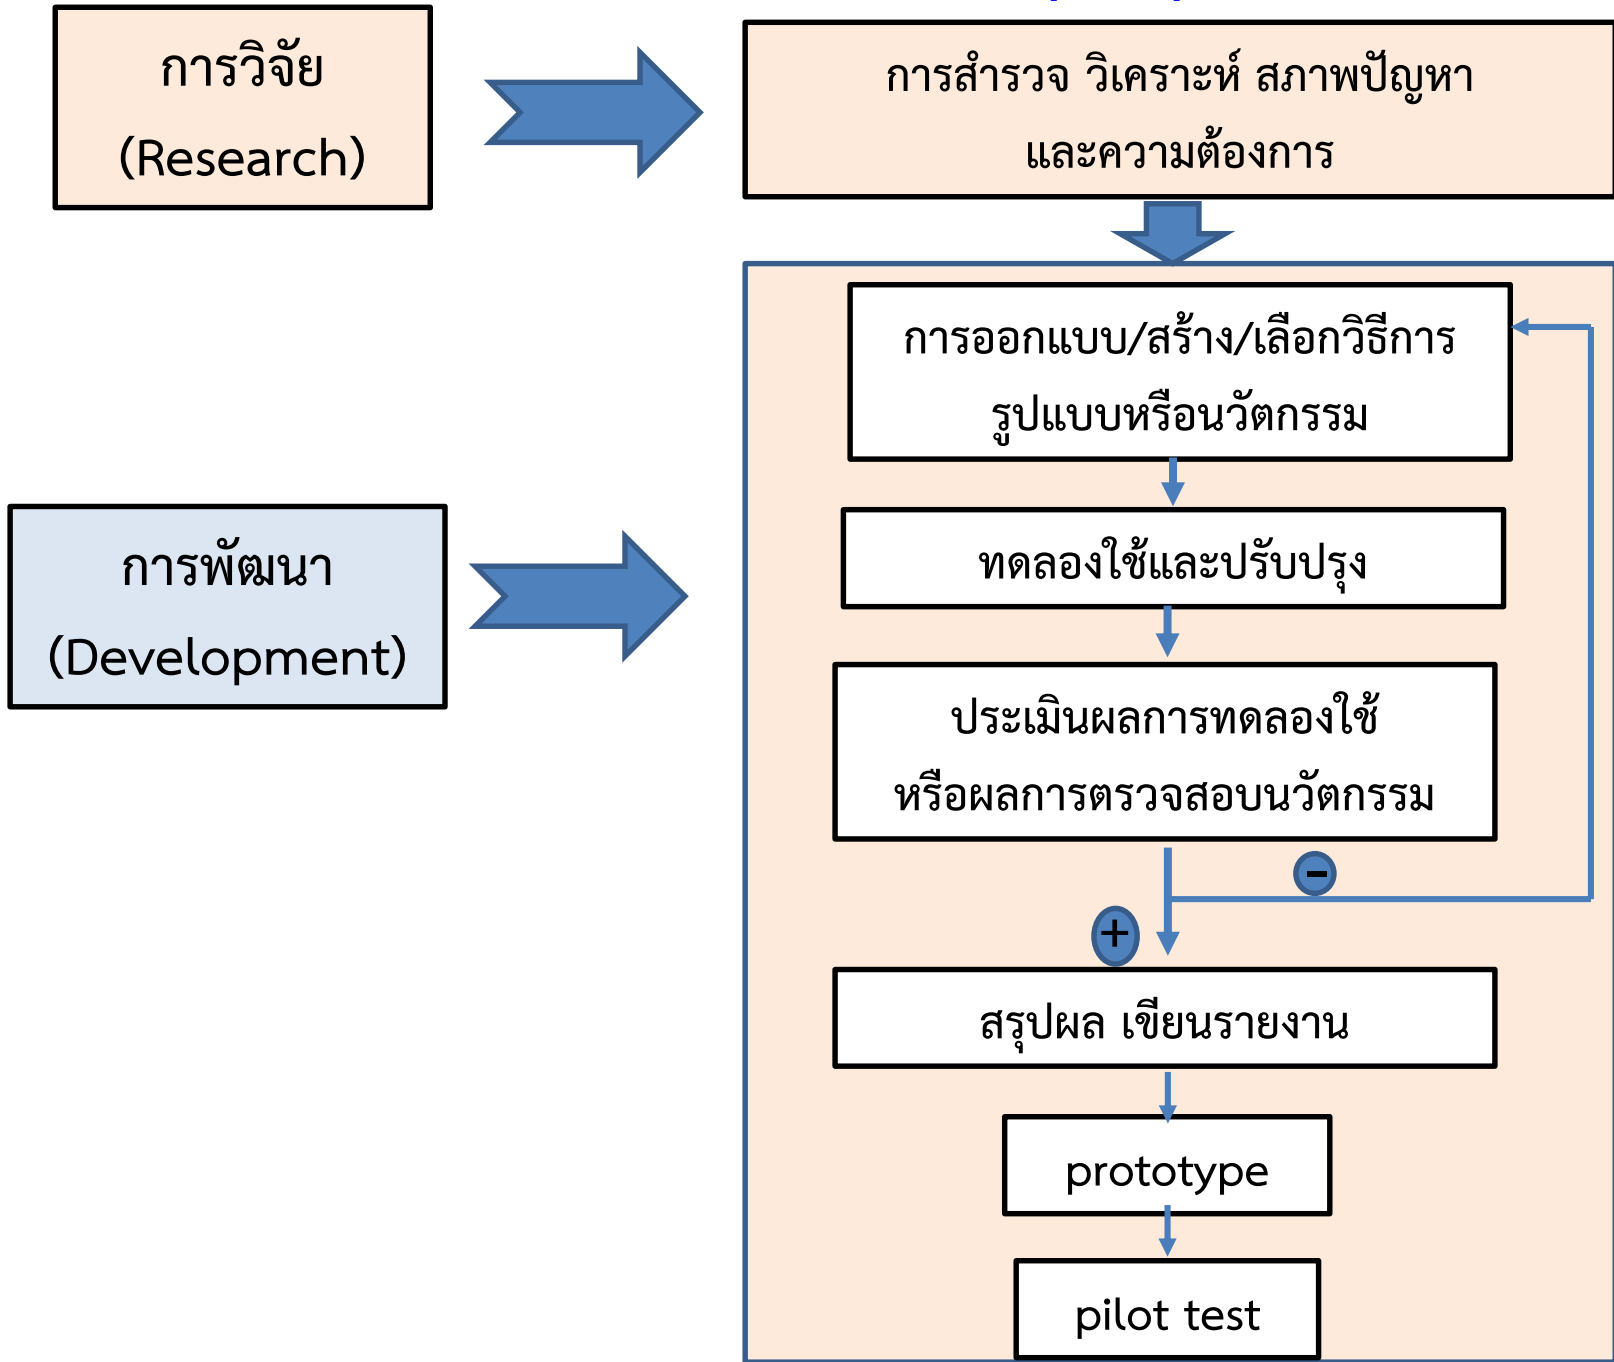 การวิจัย
(Research)
การสำรวจ วิเคราะห์ สภาพปัญหา
และความต้องการ
การออกแบบ/สร้าง/เลือกวิธีการ
รูปแบบหรือนวัตกรรม
การพัฒนา
(Development)
ทดลองใช้และปรับปรุง
ประเมินผลการทดลองใช้
หรือผลการตรวจสอบนวัตกรรม
-
+
สรุปผล เขียนรายงาน
prototype
pilot test